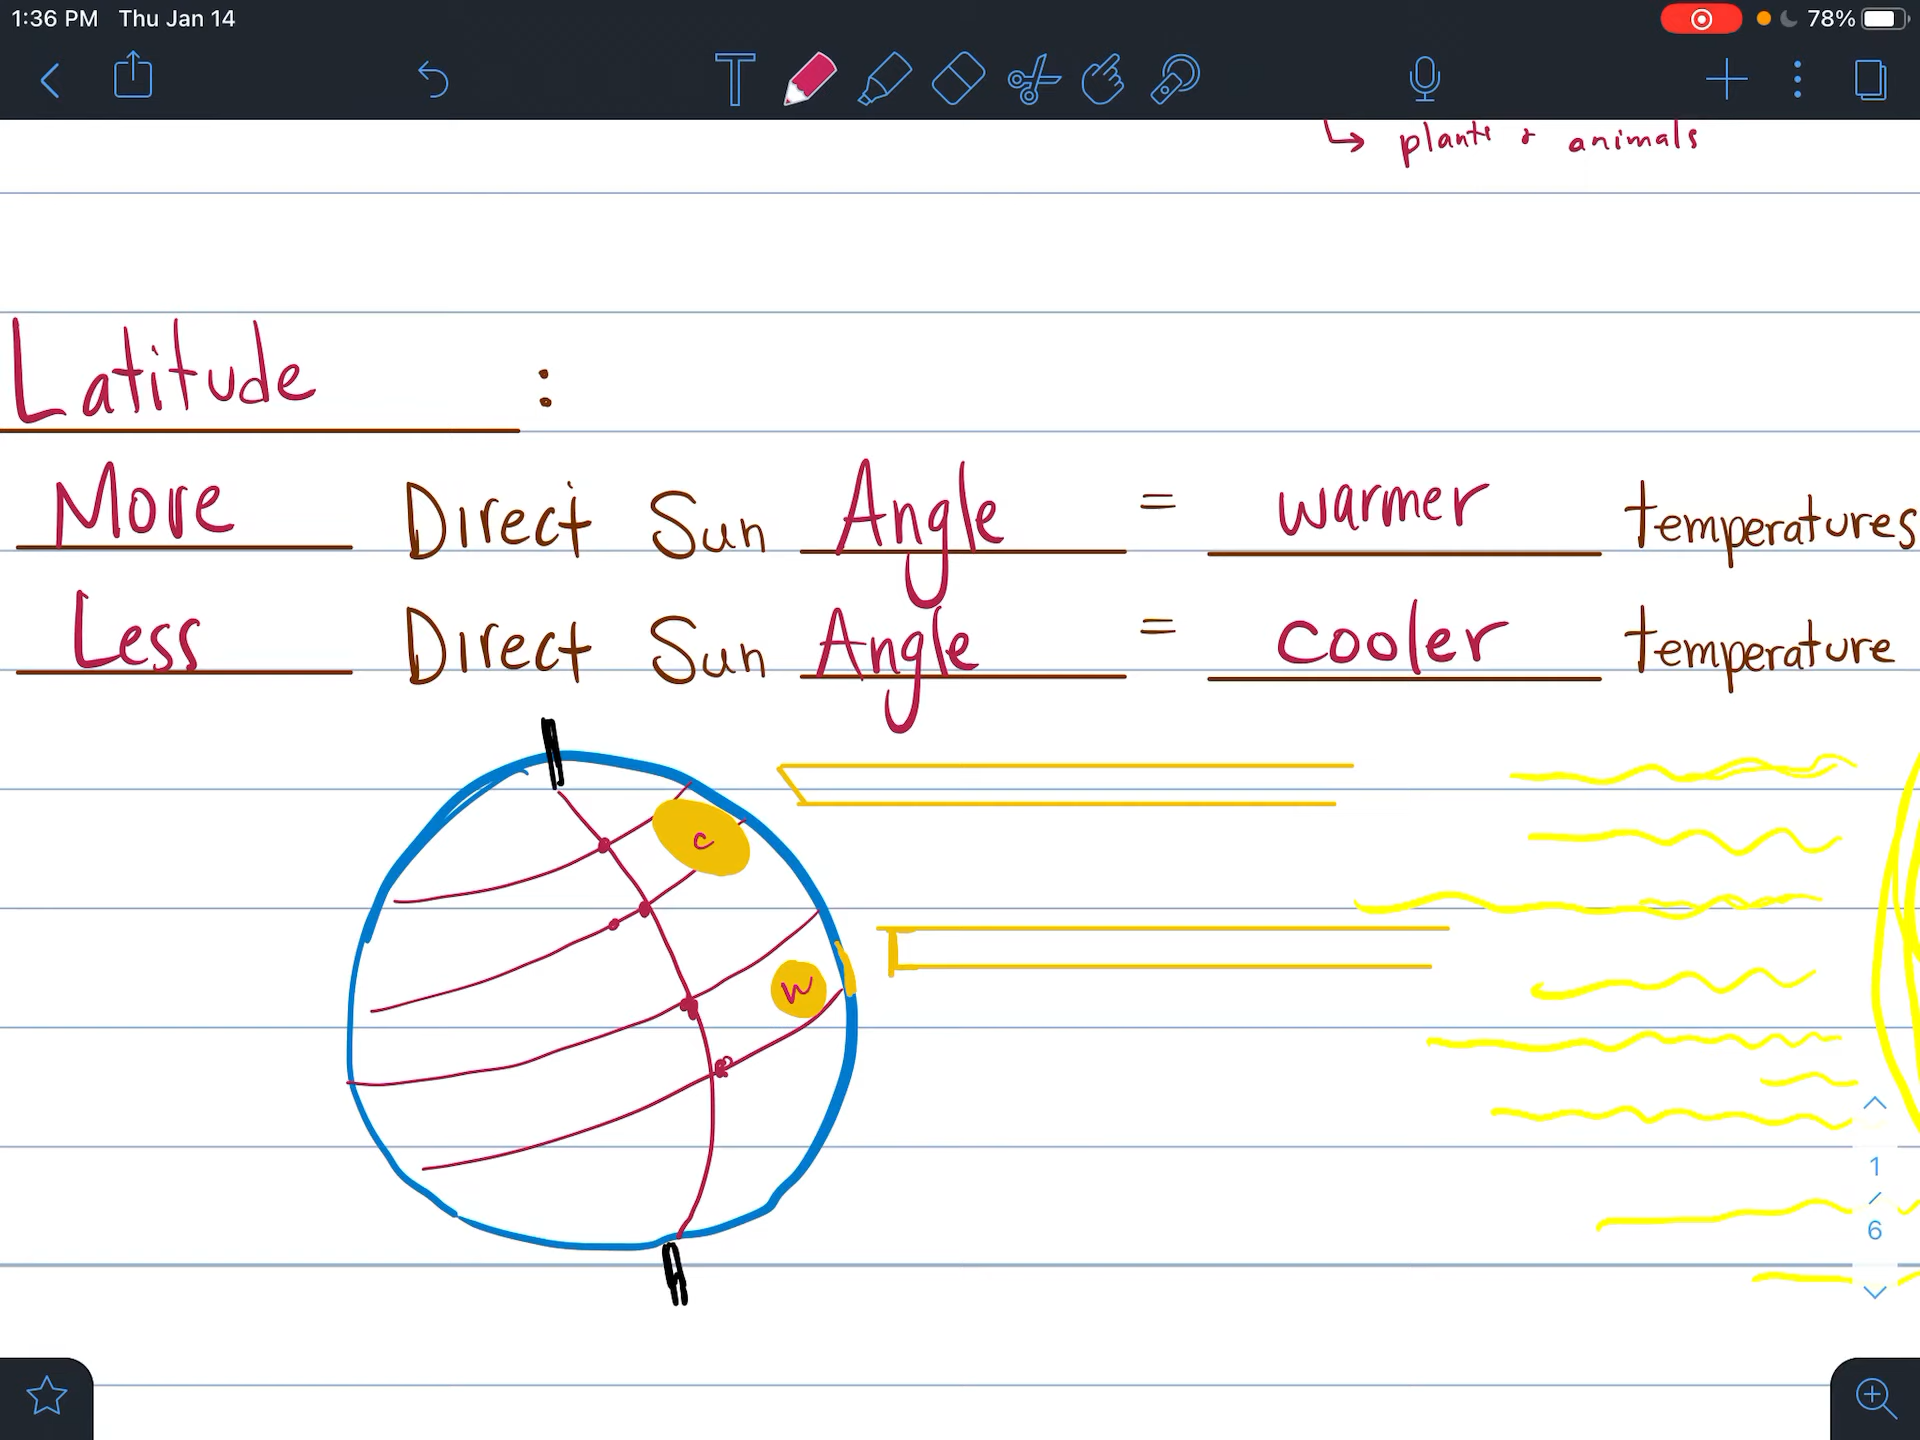 1:36 PM Thu Jan 14
78%
T
↳ plants & animals
Latitude :
More Direct Sun Angle = warmer temperatures
Less Direct Sun Angle = cooler temperature
c
W
1
/
6